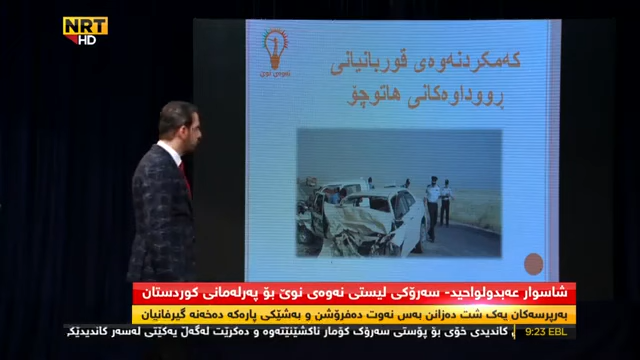 NRT
HD
نەوەی نوێ
کەمکردنەوەی قوربانیانی
ڕووداوەکانی هاتوچۆ
شاسوار عەبدولواحید- سەرۆکی لیستی نەوەی نوێ بۆ پەرلەمانی کوردستان
بەرپرسەکان یەک شت دەزانن بەس نەوت دەفرۆشن و بەشێکی پارەکە دەخەنە گیرفانیان
کاندیدی خۆی بۆ پۆستی سەرۆک کۆمار ناکشێنێتەوە و دەکرێت لەگەڵ یەکێتی لەسەر کاندیدێکی
9:23 EBL